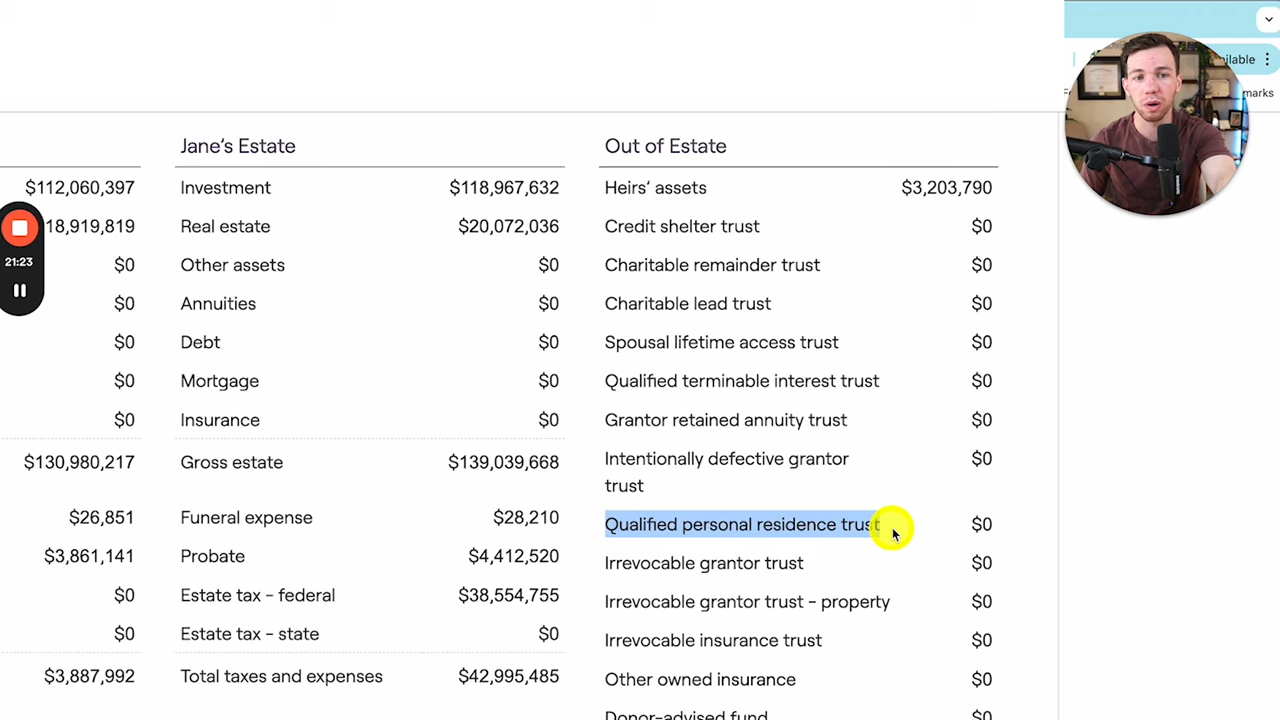 ilable
F
marks
Jane's Estate
Out of Estate
$112,060,397
Investment
$118,967,632
Heirs' assets
$3,203,790
18,919,819
Real estate
$20,072,036
Credit shelter trust
$0
21:23
$0
Other assets
$0
Charitable remainder trust
$0
$0
Annuities
$0
Charitable lead trust
$0
$0
Debt
$0
Spousal lifetime access trust
$0
$0
Mortgage
$0
Qualified terminable interest trust
$0
$0
Insurance
$0
Grantor retained annuity trust
$0
$130,980,217
Gross estate
$139,039,668
Intentionally defective grantor
trust
$0
$26,851
Funeral expense
$28,210
Qualified personal residence trust
$0
$3,861,141
Probate
$4,412,520
Irrevocable grantor trust
$0
$0
Estate tax - federal
$38,554,755
Irrevocable grantor trust - property
$0
$0
Estate tax - state
$0
Irrevocable insurance trust
$0
$3,887,992
Total taxes and expenses
$42,995,485
Other owned insurance
$0
Donor-advised fund